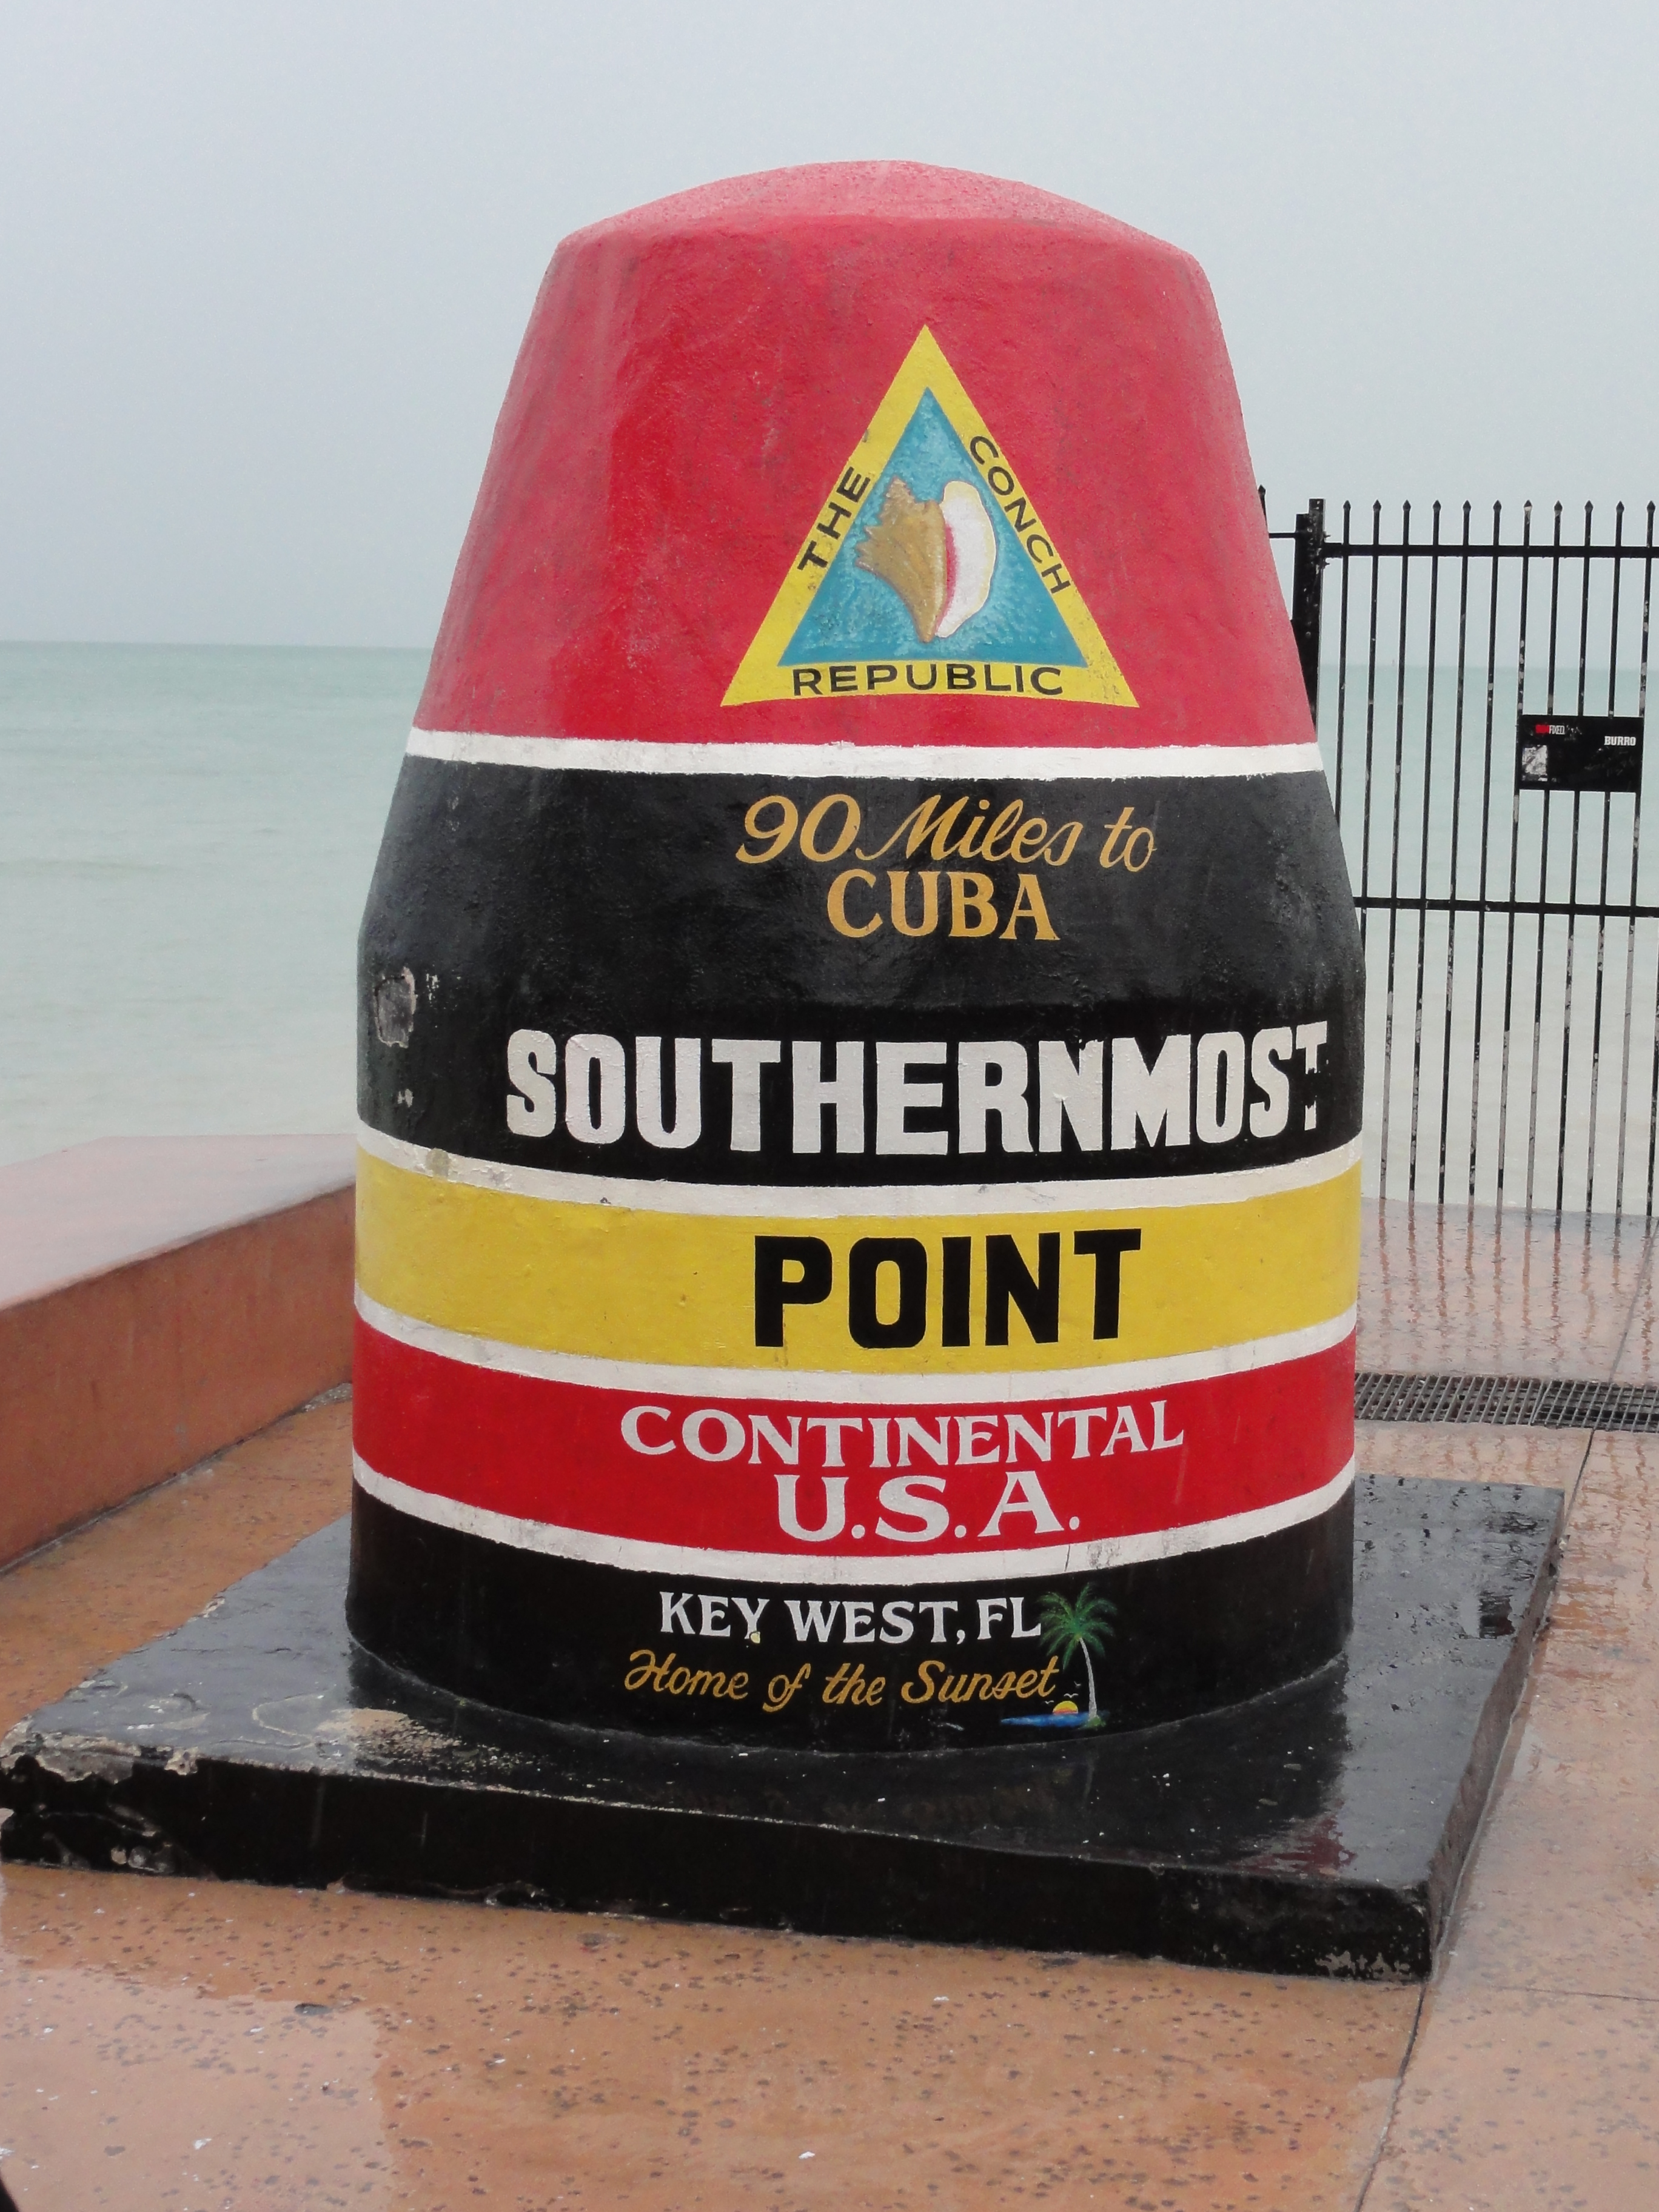 THE CONCH
REPUBLIC
90 Miles to
CUBA
SOUTHERNMOST
POINT
CONTINENTAL
U.S.A.
KEY WEST, FL
Home of the Sunset
BURRO